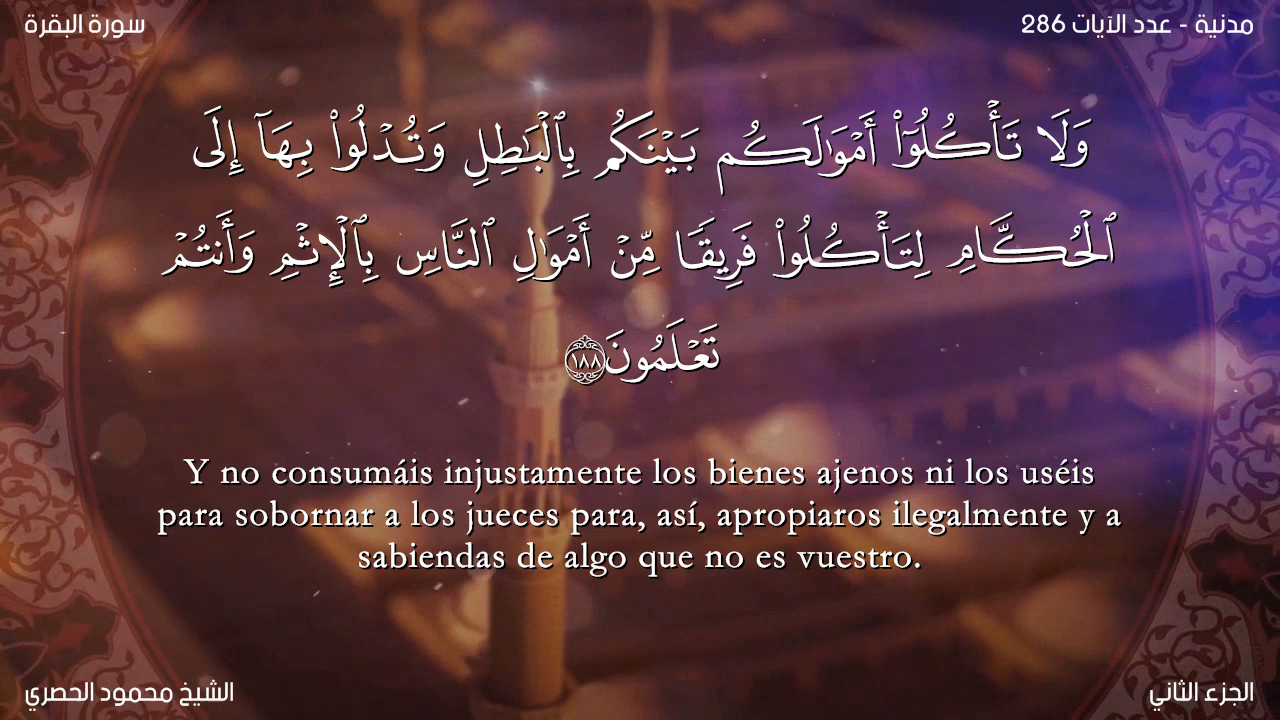 سورة البقرة
مدنية - عدد الآيات 286
وَلَا تَأْكُلُوٓا۟ أَمْوَٰلَكُم بَيْنَكُم بِٱلْبَـٰطِلِ وَتُدْلُوا۟ بِهَآ إِلَى
ٱلْحُكَّامِ لِتَأْكُلُوا۟ فَرِيقًا مِّنْ أَمْوَٰلِ ٱلنَّاسِ بِٱلْإِثْمِ وَأَنتُمْ
تَعْلَمُونَ ١٨٨
Y no consumáis injustamente los bienes ajenos ni los uséis
para sobornar a los jueces para, así, apropiaros ilegalmente y a
sabiendas de algo que no es vuestro.
الشيخ محمود الحصري
الجزء الثاني